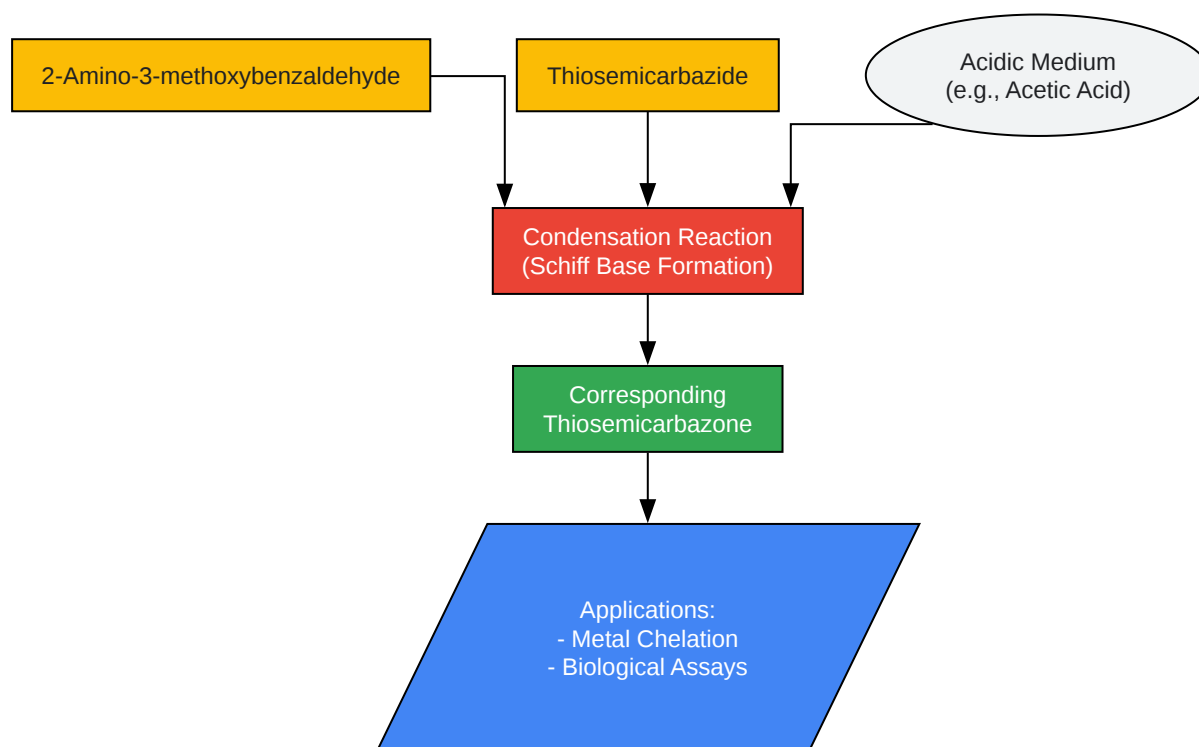 2-Amino-3-methoxybenzaldehyde
Thiosemicarbazide
Acidic Medium
(e.g., Acetic Acid)
Condensation Reaction
(Schiff Base Formation)
Corresponding
Thiosemicarbazone
Applications:
- Metal Chelation
- Biological Assays